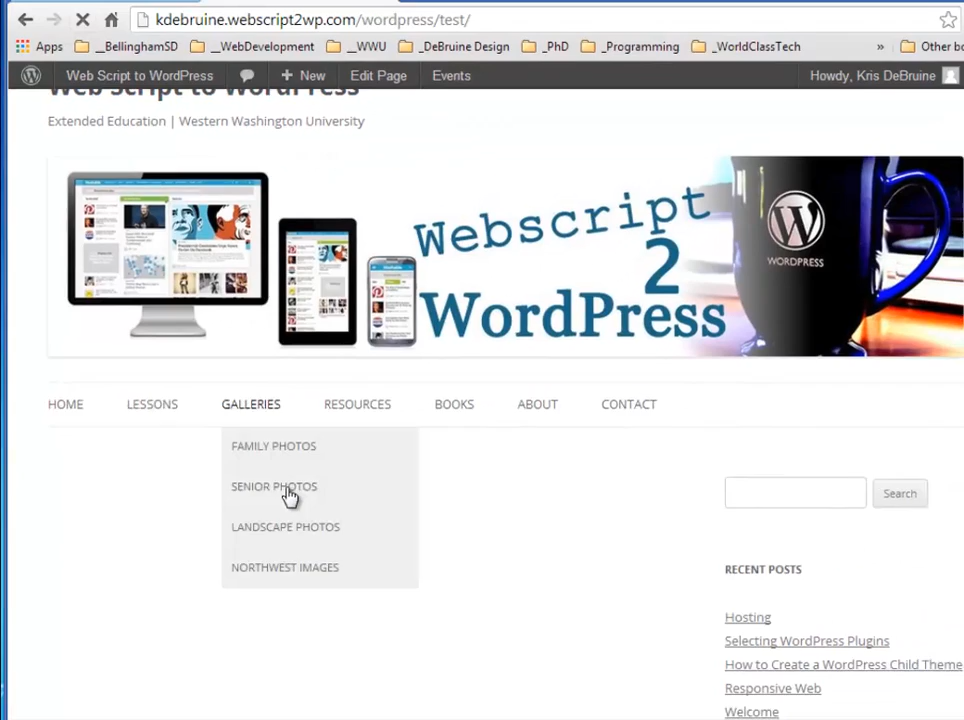 kdebruine.webscript2wp.com/wordpress/test/
Apps __BellinghamSD __WebDevelopment __WWU _DeBruine Design _PhD _Programming _WorldClassTech » Other bo
Web Script to WordPress + New Edit Page Events Howdy, Kris DeBruine
Web Script to WordPress
Extended Education | Western Washington University
Webscript
2
WordPress
W
WORDPRESS
HOME LESSONS GALLERIES RESOURCES BOOKS ABOUT CONTACT
FAMILY PHOTOS
SENIOR PHOTOS
LANDSCAPE PHOTOS
NORTHWEST IMAGES
Search
RECENT POSTS
Hosting
Selecting WordPress Plugins
How to Create a WordPress Child Theme
Responsive Web
Welcome